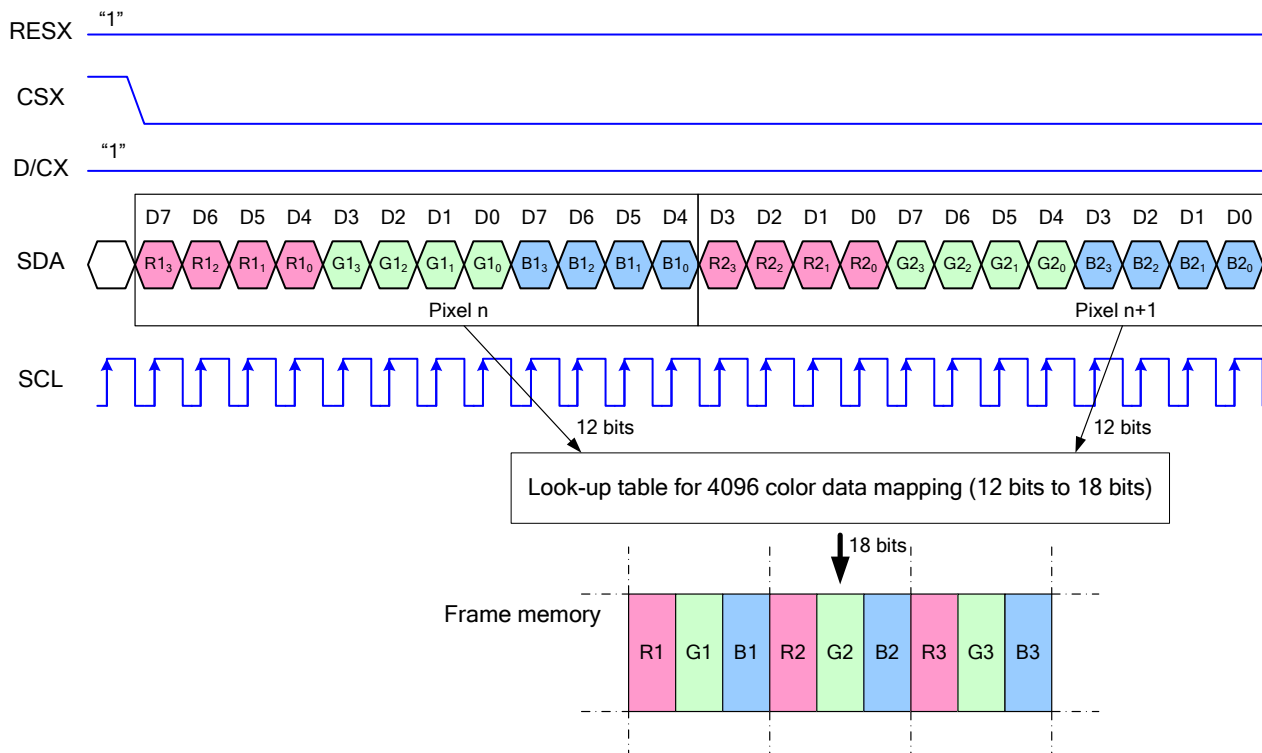 RESX “1”
CSX
D/CX “1”
D7 D6 D5 D4 D3 D2 D1 D0 D7 D6 D5 D4 D3 D2 D1 D0 D7 D6 D5 D4 D3 D2 D1 D0
SDA R1₃ R1₂ R1₁ R1₀ G1₃ G1₂ G1₁ G1₀ B1₃ B1₂ B1₁ B1₀ R2₃ R2₂ R2₁ R2₀ G2₃ G2₂ G2₁ G2₀ B2₃ B2₂ B2₁ B2₀
Pixel n Pixel n+1
SCL
12 bits 12 bits
Look-up table for 4096 color data mapping (12 bits to 18 bits)
18 bits
Frame memory
R1 G1 B1 R2 G2 B2 R3 G3 B3